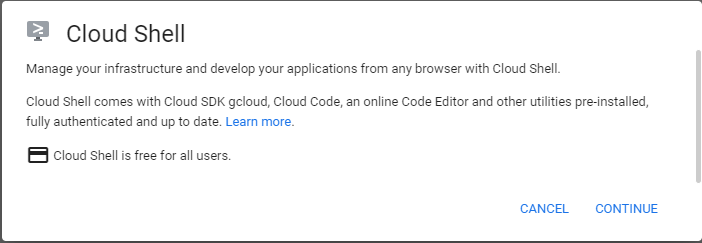 Cloud Shell
Manage your infrastructure and develop your applications from any browser with Cloud Shell.
Cloud Shell comes with Cloud SDK gcloud, Cloud Code, an online Code Editor and other utilities pre-installed,
fully authenticated and up to date. Learn more.
Cloud Shell is free for all users.
CANCEL CONTINUE